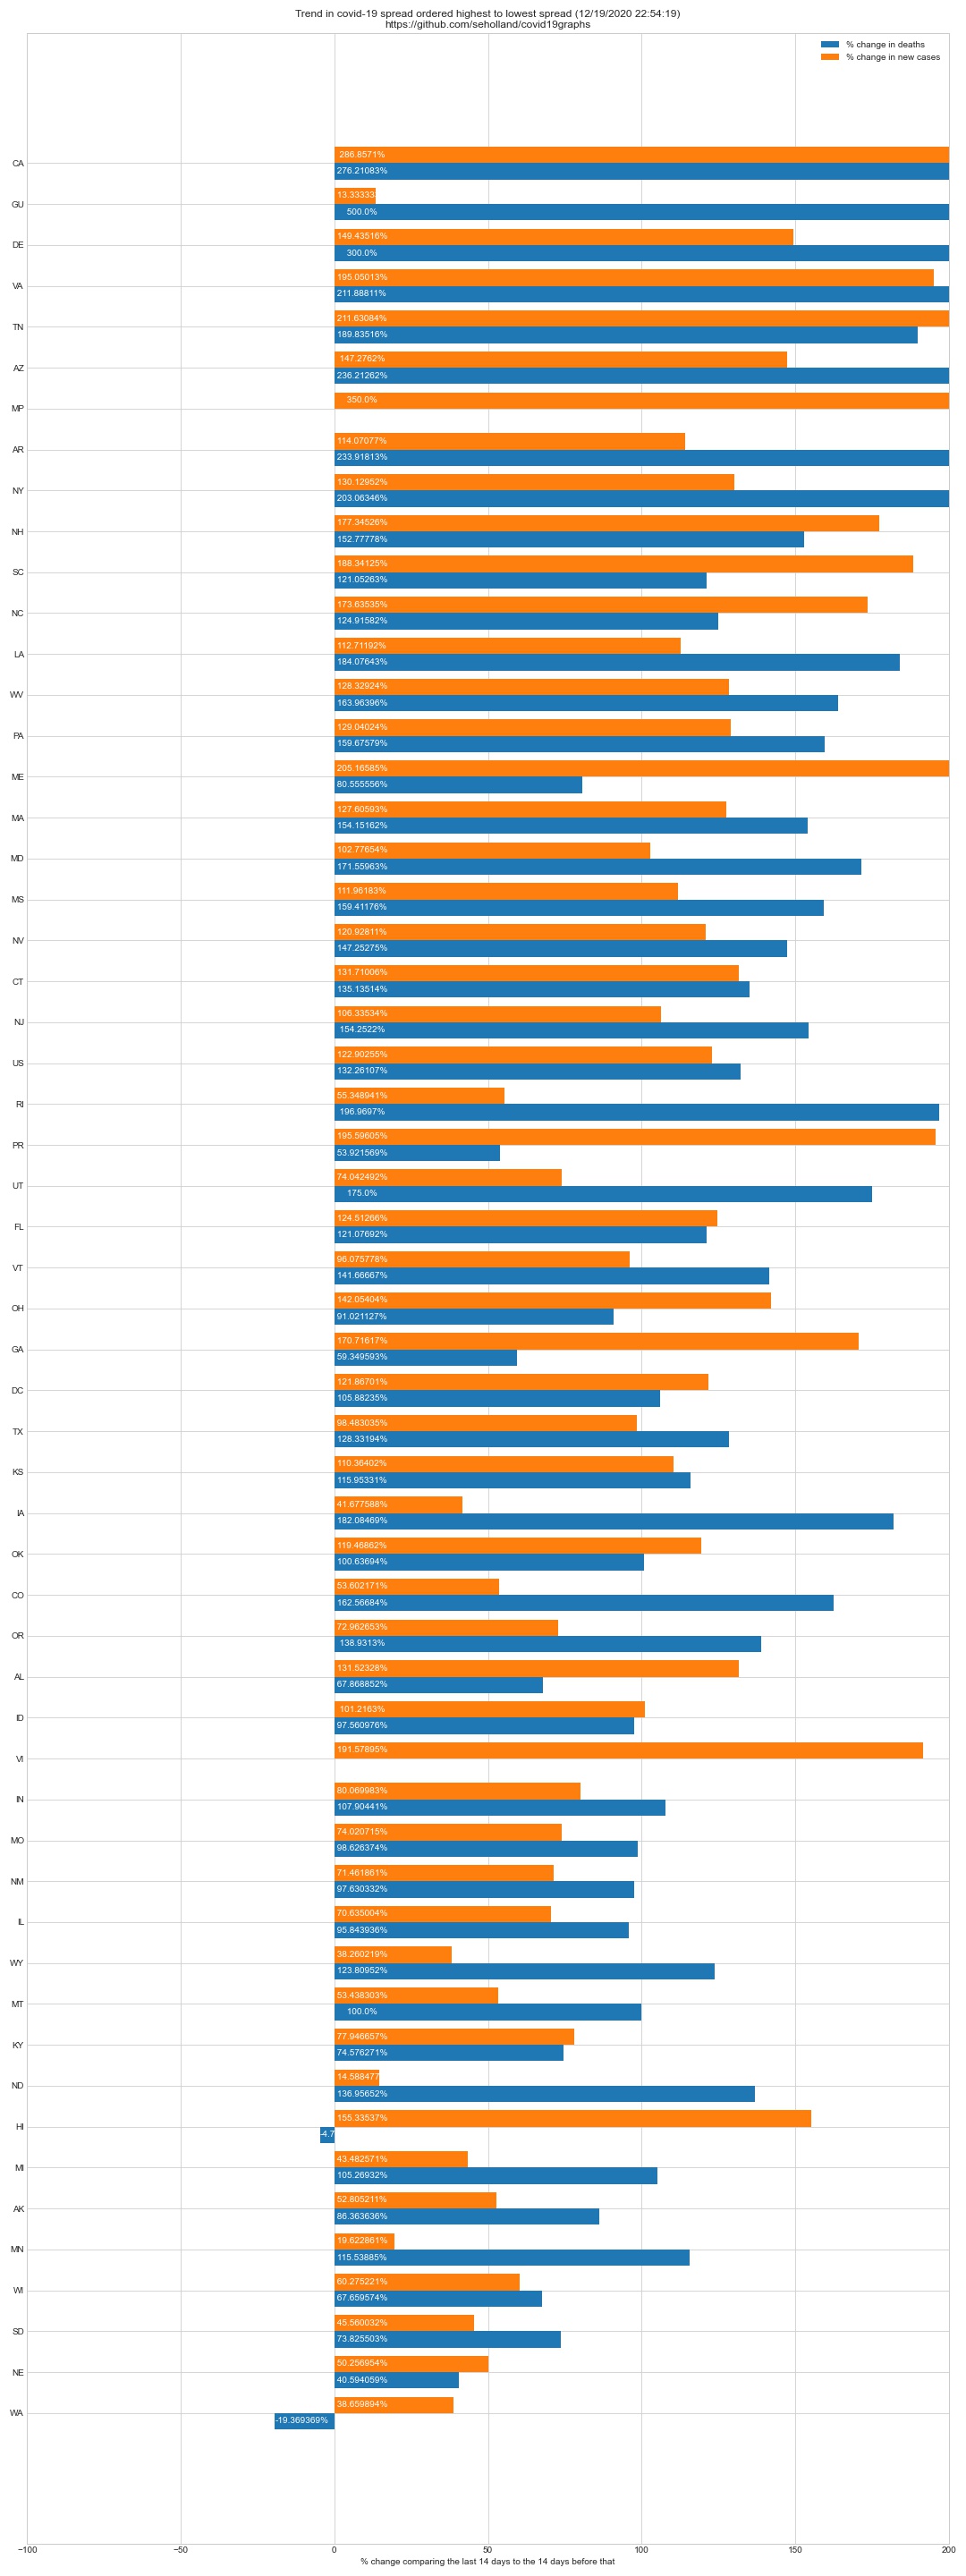 Trend in covid-19 spread ordered highest to lowest spread (12/19/2020 22:54:19)
https://github.com/seholland/covid19graphs
% change in deaths
% change in new cases
286.8571%
CA
276.21083%
13.33333
GU
500.0%
149.43516%
DE
300.0%
195.05013%
VA
211.88811%
211.63084%
TN
189.83516%
147.2762%
AZ
236.21262%
350.0%
MP
114.07077%
AR
233.91813%
130.12952%
NY
203.06346%
177.34526%
NH
152.77778%
188.34125%
SC
121.05263%
173.63535%
NC
124.91582%
112.71192%
LA
184.07643%
128.32924%
WV
163.96396%
129.04024%
PA
159.67579%
205.16585%
ME
80.555556%
127.60593%
MA
154.15162%
102.77654%
MD
171.55963%
111.96183%
MS
159.41176%
120.92811%
NV
147.25275%
131.71006%
CT
135.13514%
106.33534%
NJ
154.2522%
122.90255%
US
132.26107%
55.348941%
RI
196.9697%
195.59605%
PR
53.921569%
74.042492%
UT
175.0%
124.51266%
FL
121.07692%
96.075778%
VT
141.66667%
142.05404%
OH
91.021127%
170.71617%
GA
59.349593%
121.86701%
DC
105.88235%
98.483035%
TX
128.33194%
110.36402%
KS
115.95331%
41.677588%
IA
182.08469%
119.46862%
OK
100.63694%
53.602171%
CO
162.56684%
72.962653%
OR
138.9313%
131.52328%
AL
67.868852%
101.2163%
ID
97.560976%
191.57895%
VI
80.069983%
IN
107.90441%
74.020715%
MO
98.626374%
71.461861%
NM
97.630332%
70.635004%
IL
95.843936%
38.260219%
WY
123.80952%
53.438303%
MT
100.0%
77.946657%
KY
74.576271%
14.588477
ND
136.95652%
155.33537%
HI
-4.7
43.482571%
MI
105.26932%
52.805211%
AK
86.363636%
19.622861%
MN
115.53885%
60.275221%
WI
67.659574%
45.560032%
SD
73.825503%
50.256954%
NE
40.594059%
38.659894%
WA
-19.369369%
−100 −50 0 50 100 150 200
% change comparing the last 14 days to the 14 days before that